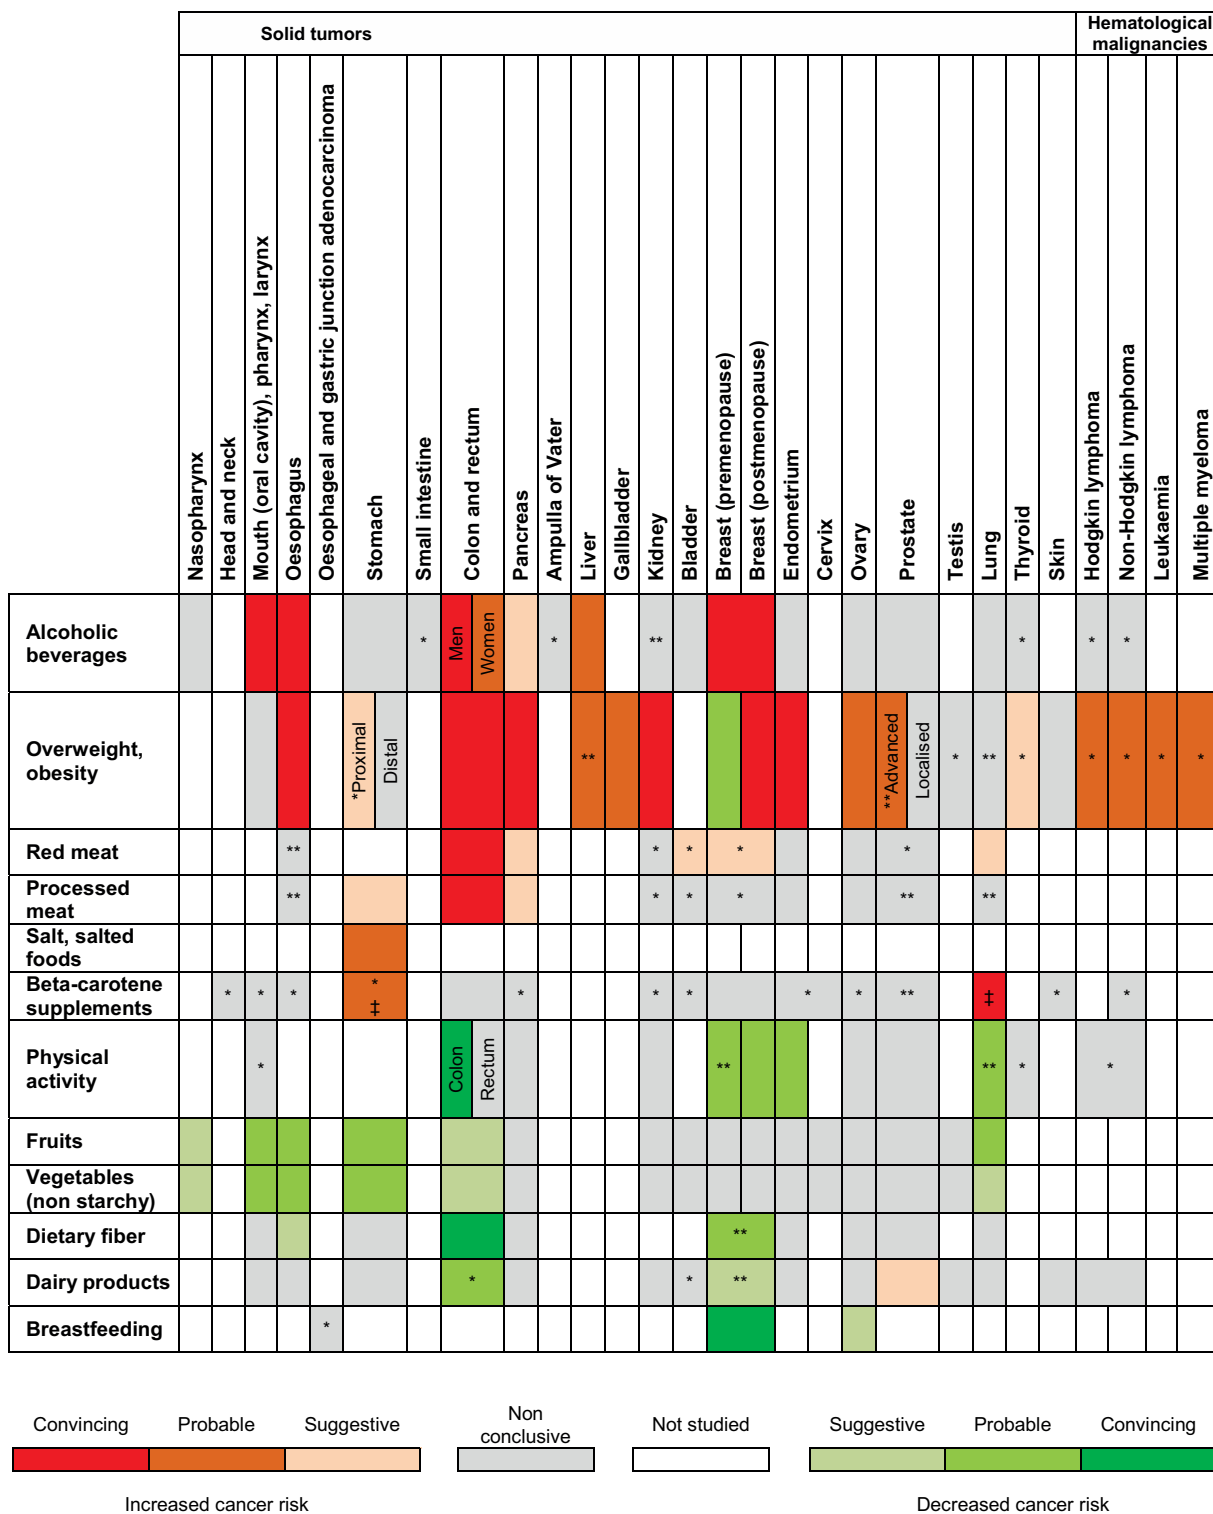 Solid tumors
Hematological
malignancies
Nasopharynx
Head and neck
Mouth (oral cavity), pharynx, larynx
Oesophagus
Oesophageal and gastric junction adenocarcinoma
Stomach
Small intestine
Colon and rectum
Pancreas
Ampulla of Vater
Liver
Gallbladder
Kidney
Bladder
Breast (premenopause)
Breast (postmenopause)
Endometrium
Cervix
Ovary
Prostate
Testis
Lung
Thyroid
Skin
Hodgkin lymphoma
Non-Hodgkin lymphoma
Leukaemia
Multiple myeloma
Alcoholic
beverages
*
Men
Women
*
**
*
*
*
Overweight,
obesity
*Proximal
Distal
**
**Advanced
Localised
*
**
*
*
*
*
*
Red meat
**
*
*
*
*
Processed
meat
**
*
*
*
**
**
Salt, salted
foods
Beta-carotene
supplements
*
*
*
*
‡
*
*
*
*
*
**
‡
*
*
Physical
activity
*
Colon
Rectum
**
**
*
*
Fruits
Vegetables
(non starchy)
Dietary fiber
**
Dairy products
*
*
**
Breastfeeding
*
Convincing
Probable
Suggestive
Non
conclusive
Not studied
Suggestive
Probable
Convincing
Increased cancer risk
Decreased cancer risk